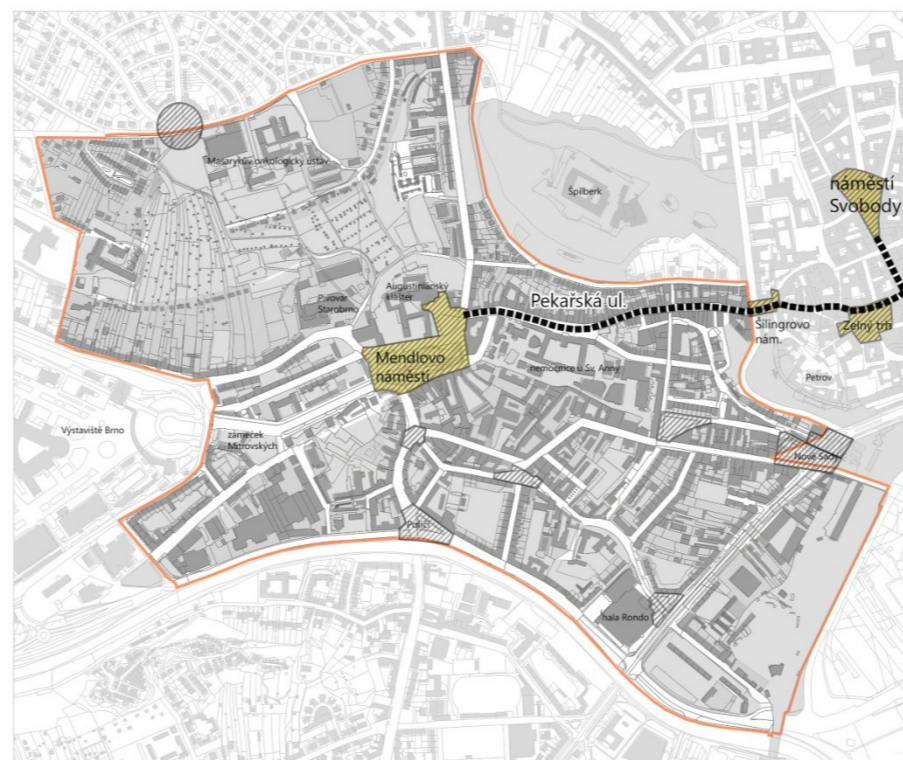 Masarykův onkologický ústav
Špilberk
náměstí
Svobody
Augustiniánský
klášter
Pivovar
Starobrno
Pekařská ul.
Šilingrovo
nám.
Zelný trh
Mendlovo
náměstí
nemocnice u Sv. Anny
Petrov
Výstaviště Brno
zámeček
Mitrovských
Nové Sady
Poříčí
hala Rondo